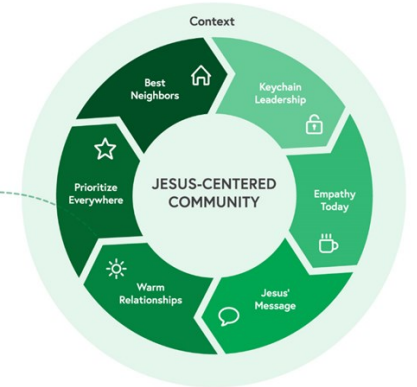 Context
Best
Neighbors
Keychain
Leadership
Prioritize
Everywhere
JESUS-CENTERED
COMMUNITY
Empathy
Today
Warm
Relationships
Jesus'
Message